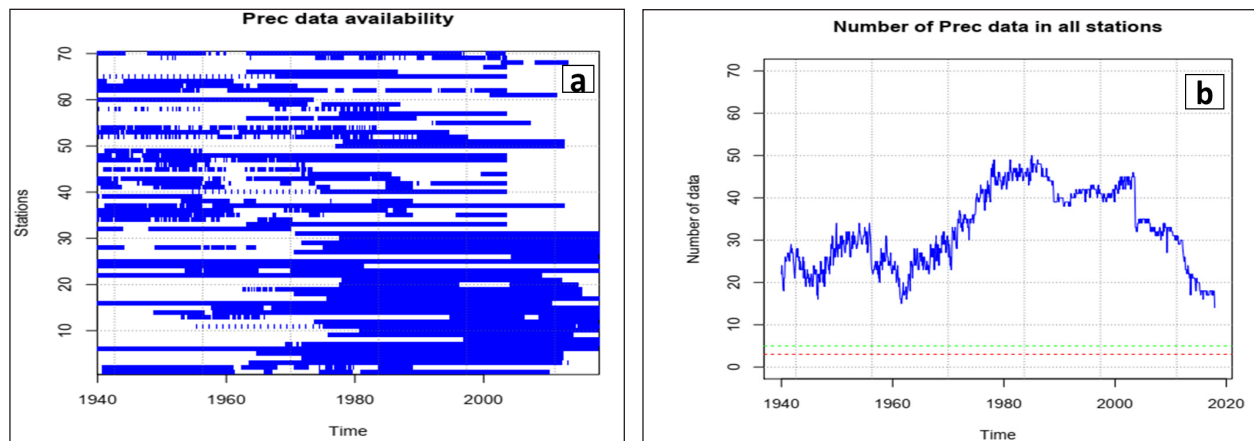 Prec data availability
a
Stations
70
60
50
40
30
20
10
1940 1960 1980 2000
Time
Number of Prec data in all stations
b
Number of data
70
60
50
40
30
20
10
0
1940 1960 1980 2000 2020
Time